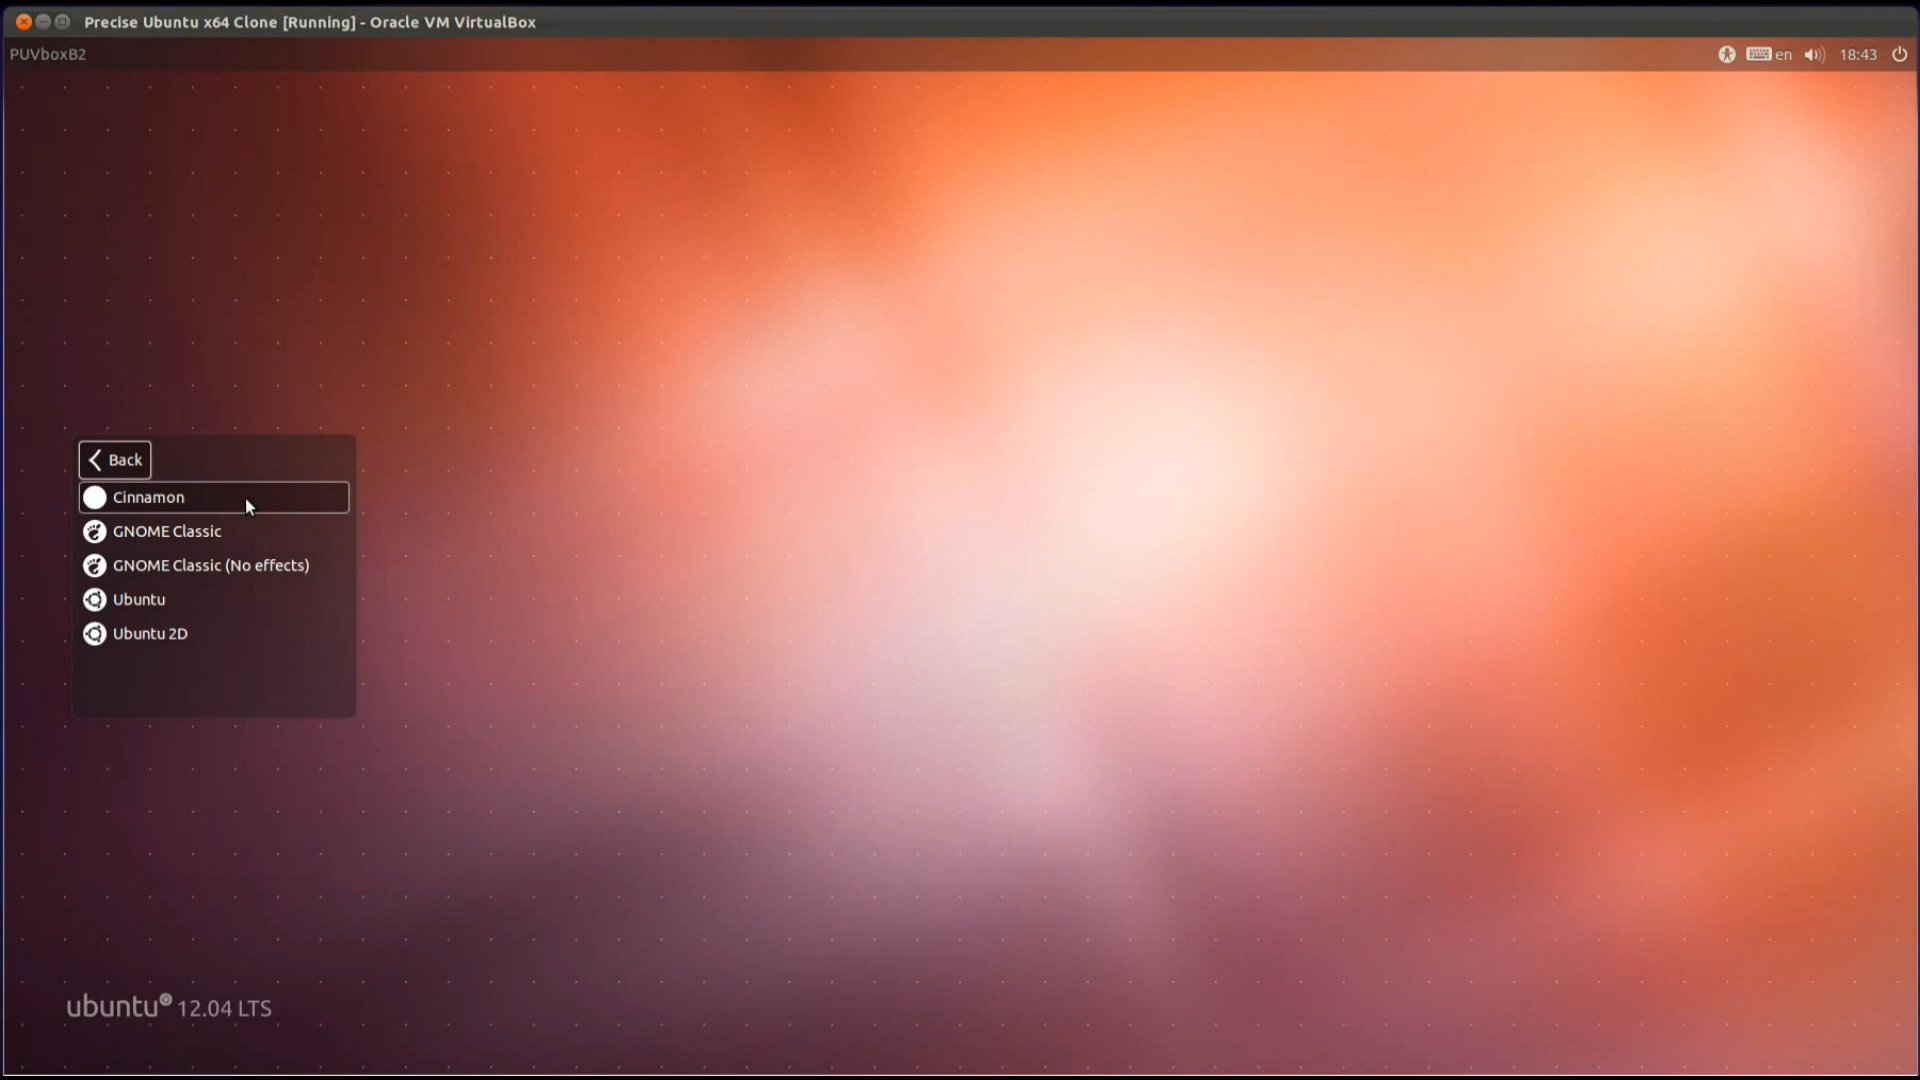 Precise Ubuntu x64 Clone [Running] - Oracle VM VirtualBox
PUVboxB2
en
18:43
Back
Cinnamon
GNOME Classic
GNOME Classic (No effects)
Ubuntu
Ubuntu 2D
ubuntu® 12.04 LTS